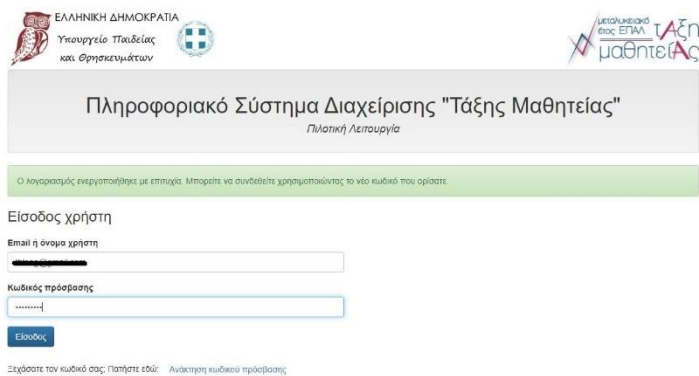 ΕΛΛΗΝΙΚΗ ΔΗΜΟΚΡΑΤΙΑ
Υπουργείο Παιδείας
και Θρησκευμάτων
μεταλυκειακό
έτος ΕΠΑΛ τΑξη
μαθητείΑς
Πληροφοριακό Σύστημα Διαχείρισης "Τάξης Μαθητείας"
Πιλοτική Λειτουργία
Ο λογαριασμός ενεργοποιήθηκε με επιτυχία. Μπορείτε να συνδεθείτε χρησιμοποιώντας το νέο κωδικό που ορίσατε.
Είσοδος χρήστη
Email ή όνομα χρήστη
Κωδικός πρόσβασης
Είσοδος
Ξεχάσατε τον κωδικό σας; Πατήστε εδώ: Ανάκτηση κωδικού πρόσβασης